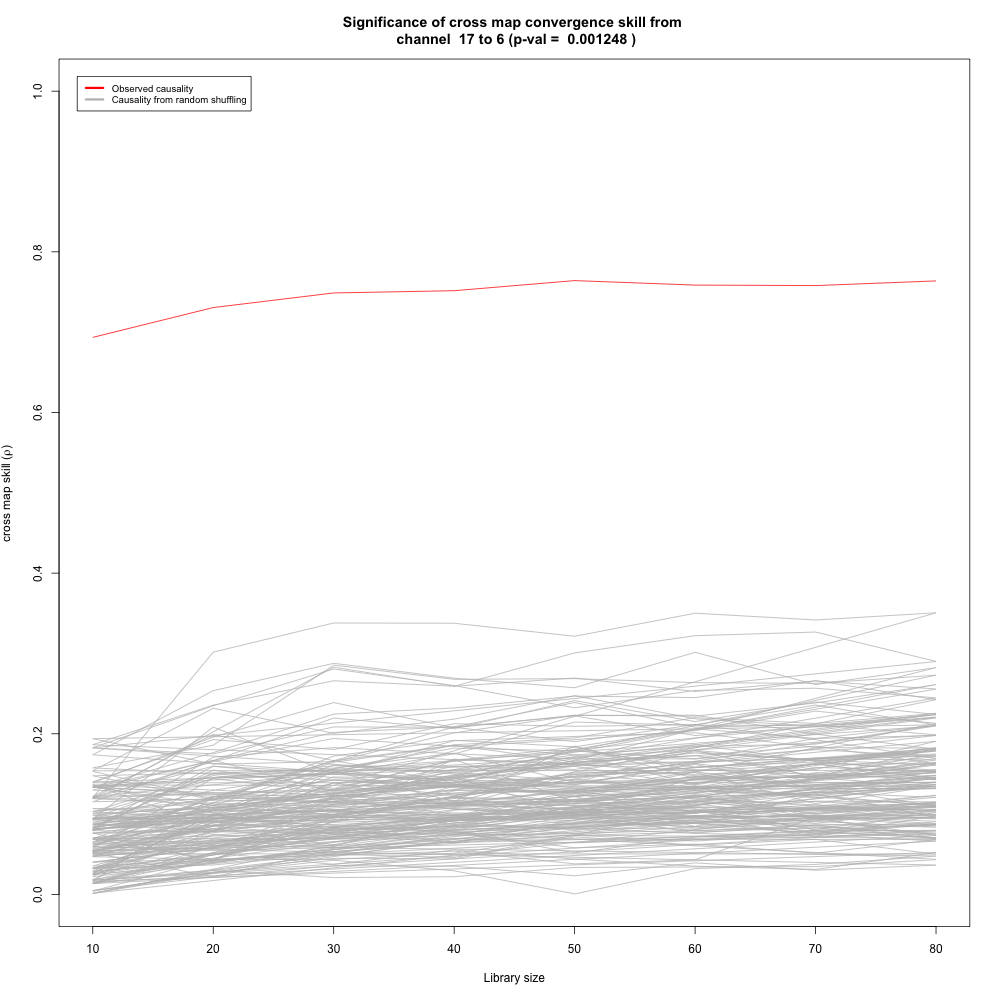 Significance of cross map convergence skill from
channel  17 to 6 (p-val =  0.001248 )
Observed causality
Causality from random shuffling
cross map skill (ρ)
1.0
0.8
0.6
0.4
0.2
0.0
10 20 30 40 50 60 70 80
Library size